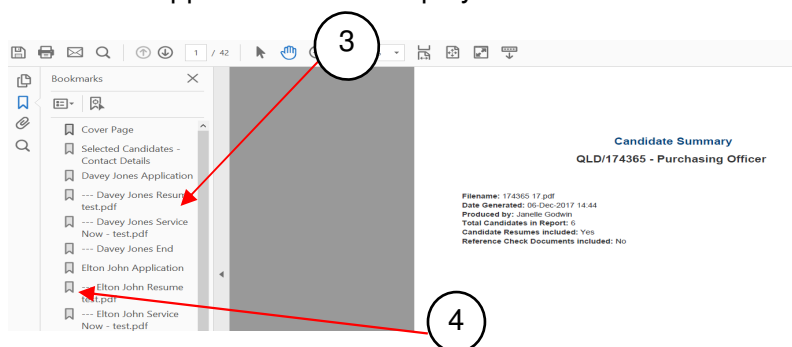 3
1 / 42
Bookmarks
Cover Page
Selected Candidates -
Contact Details
Davey Jones Application
--- Davey Jones Resume
test.pdf
--- Davey Jones Service
Now - test.pdf
--- Davey Jones End
Elton John Application
--- Elton John Resume
test.pdf
--- Elton John Service
Now - test.pdf
Candidate Summary
QLD/174365 - Purchasing Officer
Filename: 174365 17.pdf
Date Generated: 06-Dec-2017 14:44
Produced by: Janelle Godwin
Total Candidates in Report: 6
Candidate Resumes included: Yes
Reference Check Documents included: No
4